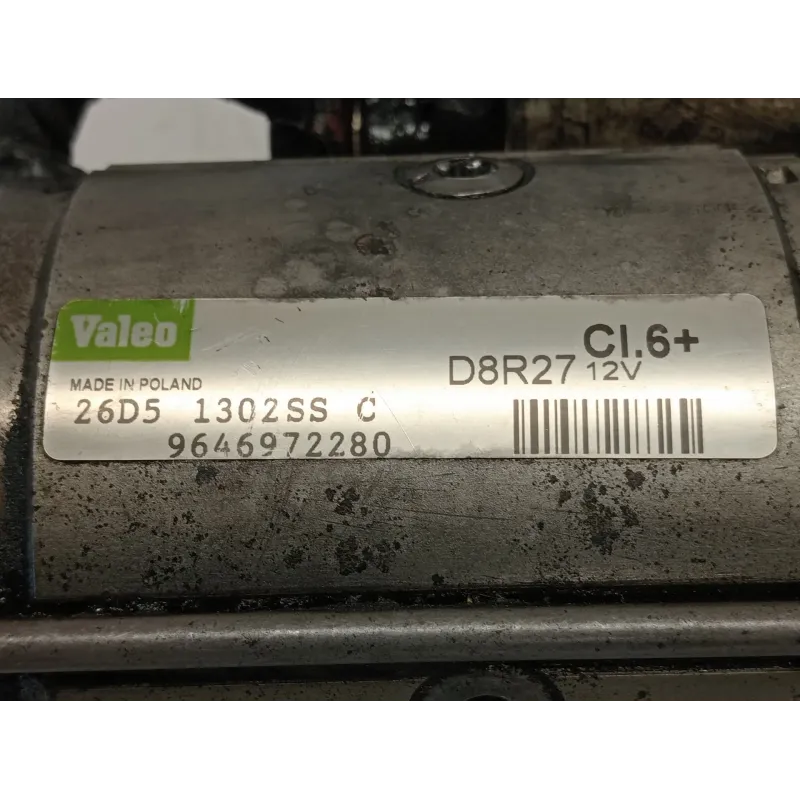 Valeo
MADE IN POLAND
26D5 1302SS C
9646972280
D8R27 Cl.6+
12V